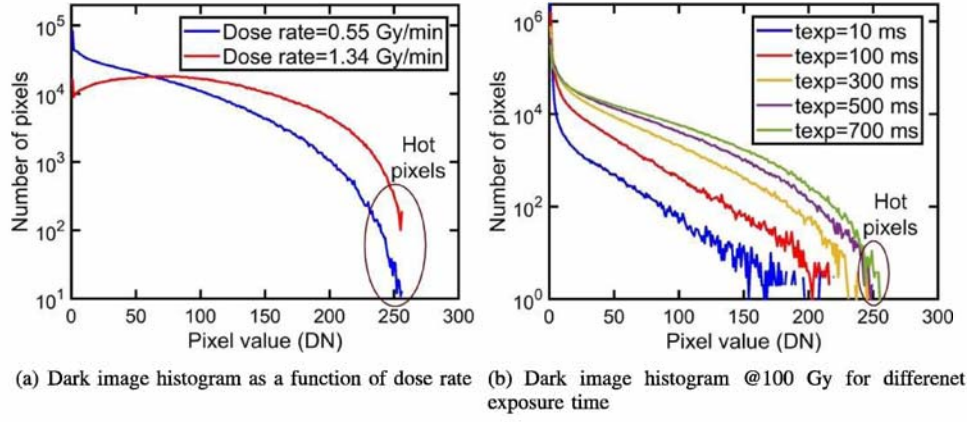 10^5
10^4
10^3
10^2
10^1
Number of pixels
Dose rate=0.55 Gy/min
Dose rate=1.34 Gy/min
Hot
pixels
0 50 100 150 200 250 300
Pixel value (DN)
(a) Dark image histogram as a function of dose rate
10^6
10^4
10^2
10^0
Number of pixels
texp=10 ms
texp=100 ms
texp=300 ms
texp=500 ms
texp=700 ms
Hot
pixels
0 50 100 150 200 250 300
Pixel value (DN)
(b) Dark image histogram @100 Gy for differenet
exposure time